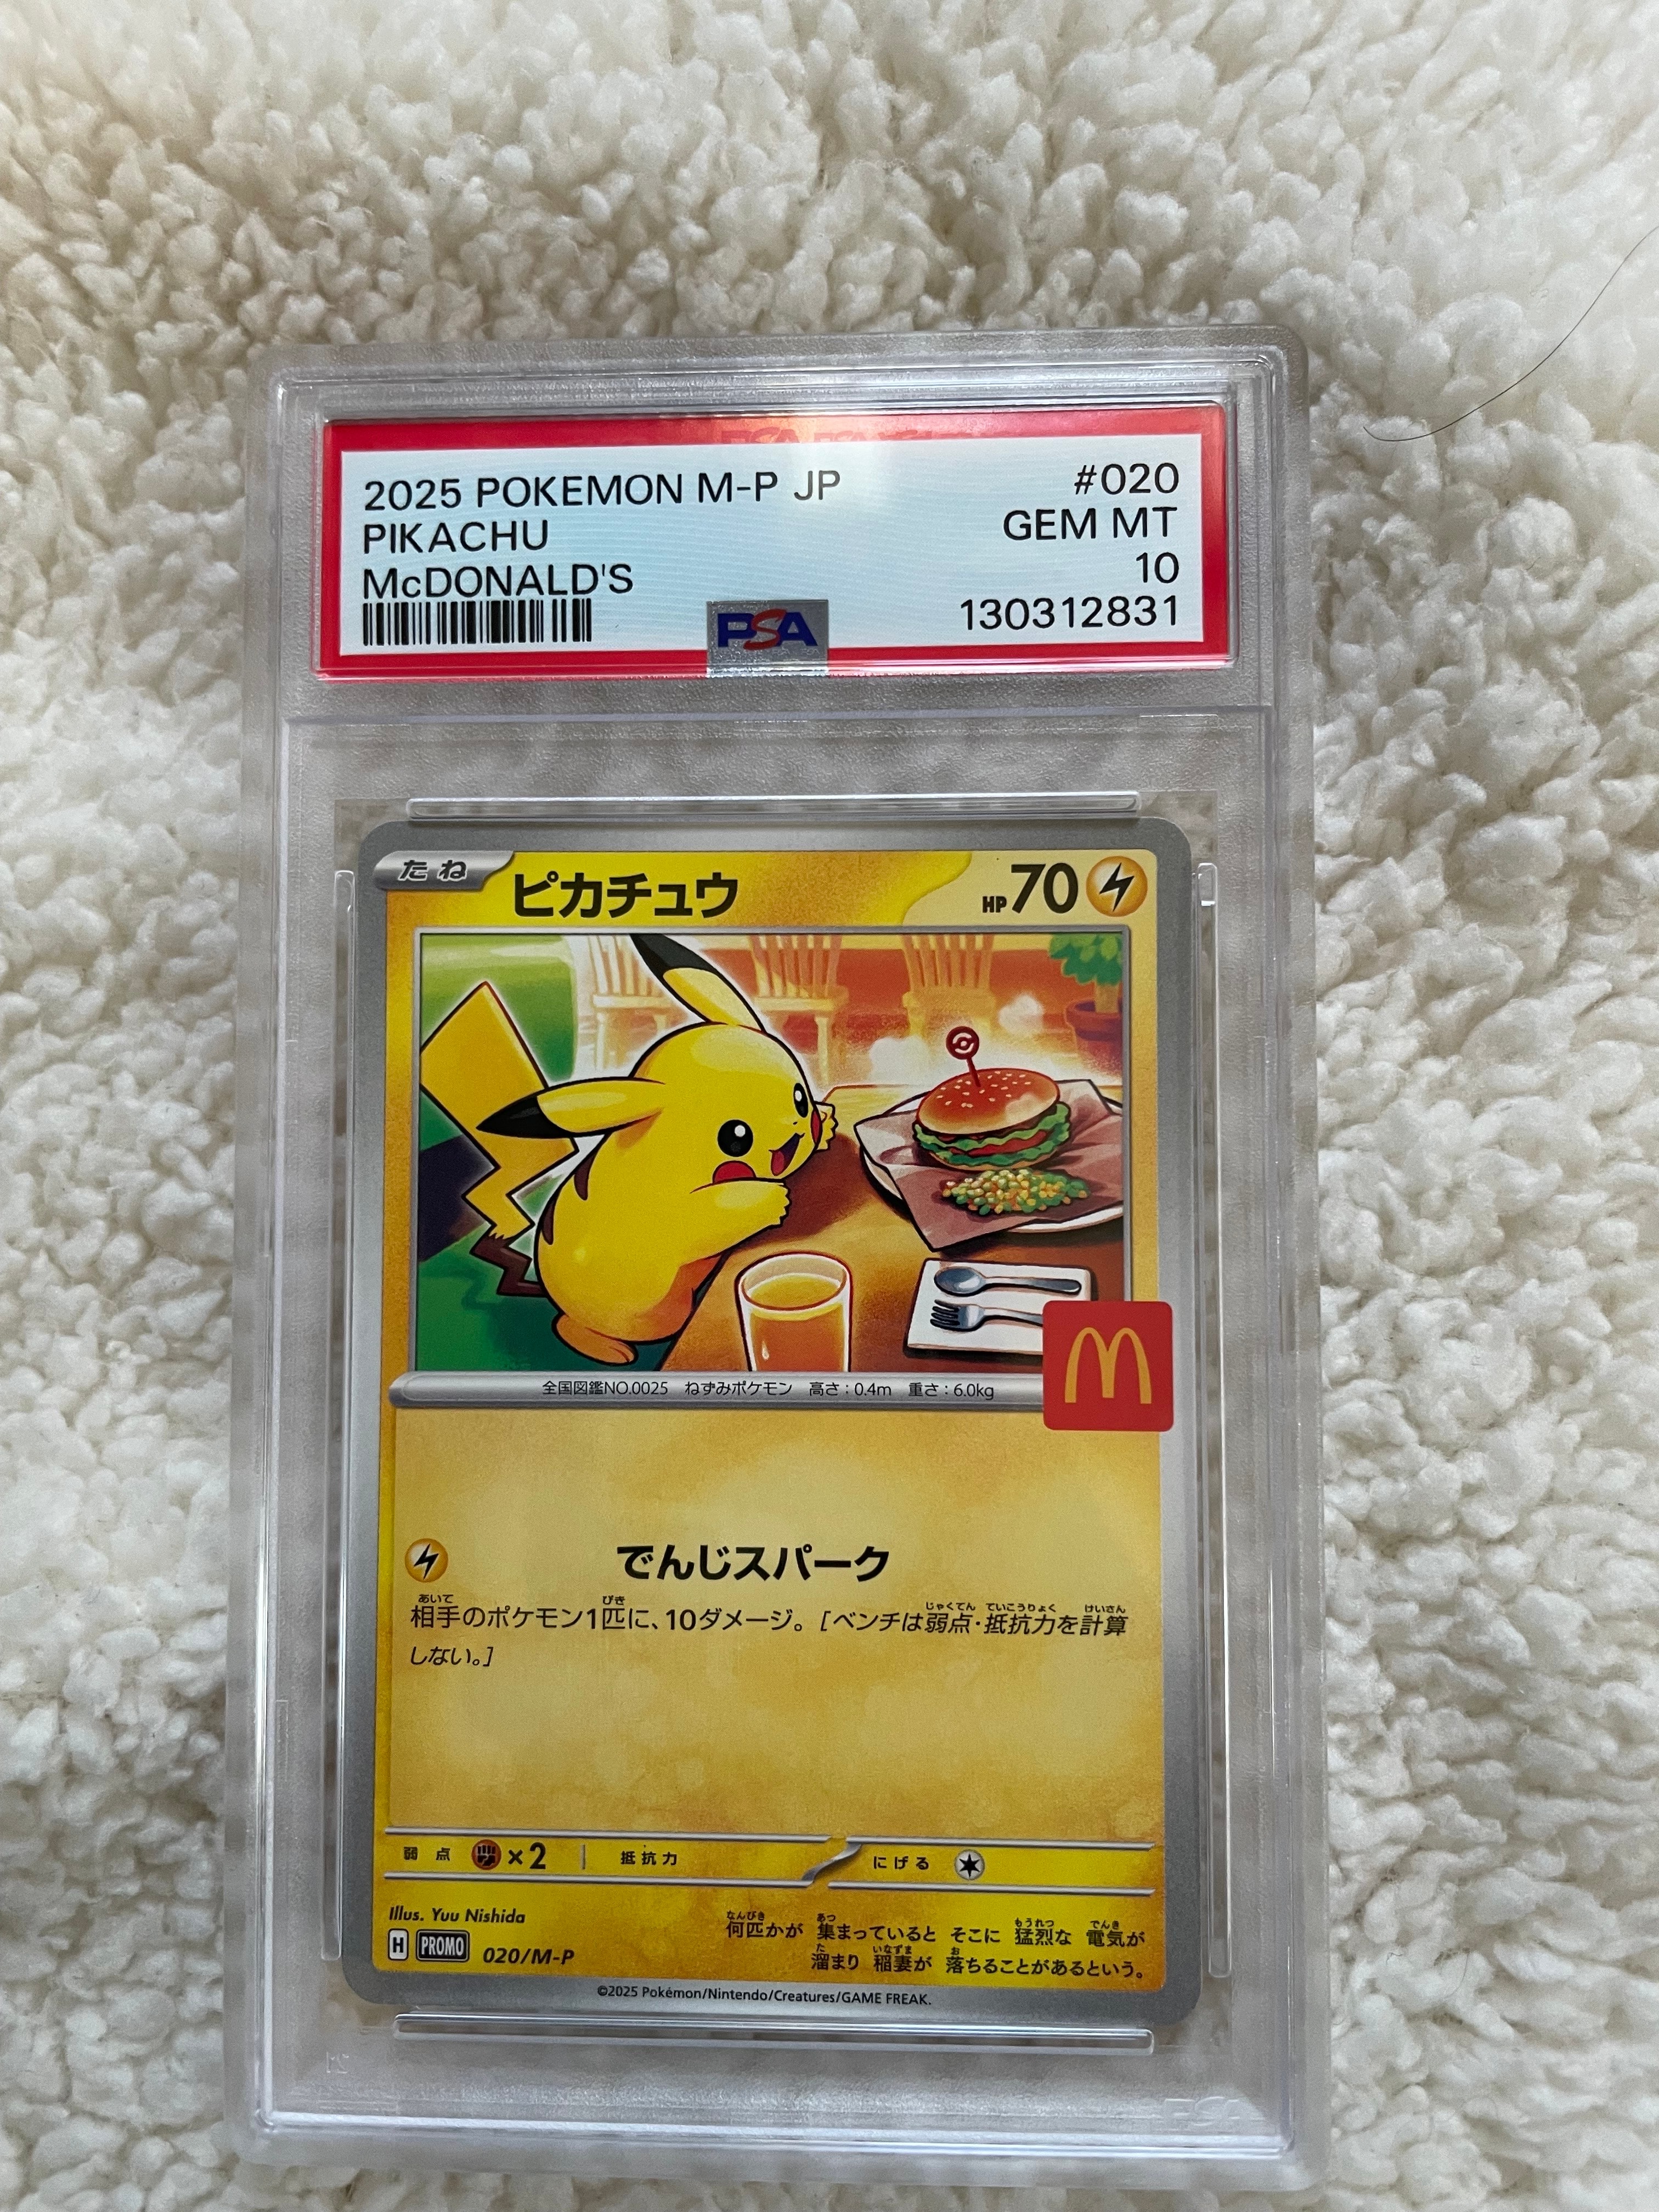 2025 POKEMON M-P JP #020
PIKACHU GEM MT
McDONALD'S 10
PSA 130312831
たね ピカチュウ HP70
全国図鑑NO.0025 ねずみポケモン 高さ:0.4m 重さ:6.0kg
でんじスパーク
相手のポケモン1匹に、10ダメージ。[ベンチは弱点・抵抗力を計算
しない。]
弱点 ×2 抵抗力 にげる
Illus. Yuu Nishida
H PROMO 020/M-P
何匹かが 集まっていると そこに 猛烈な 電気が
溜まり 稲妻が 落ちることがあるという。
©2025 Pokémon/Nintendo/Creatures/GAME FREAK.